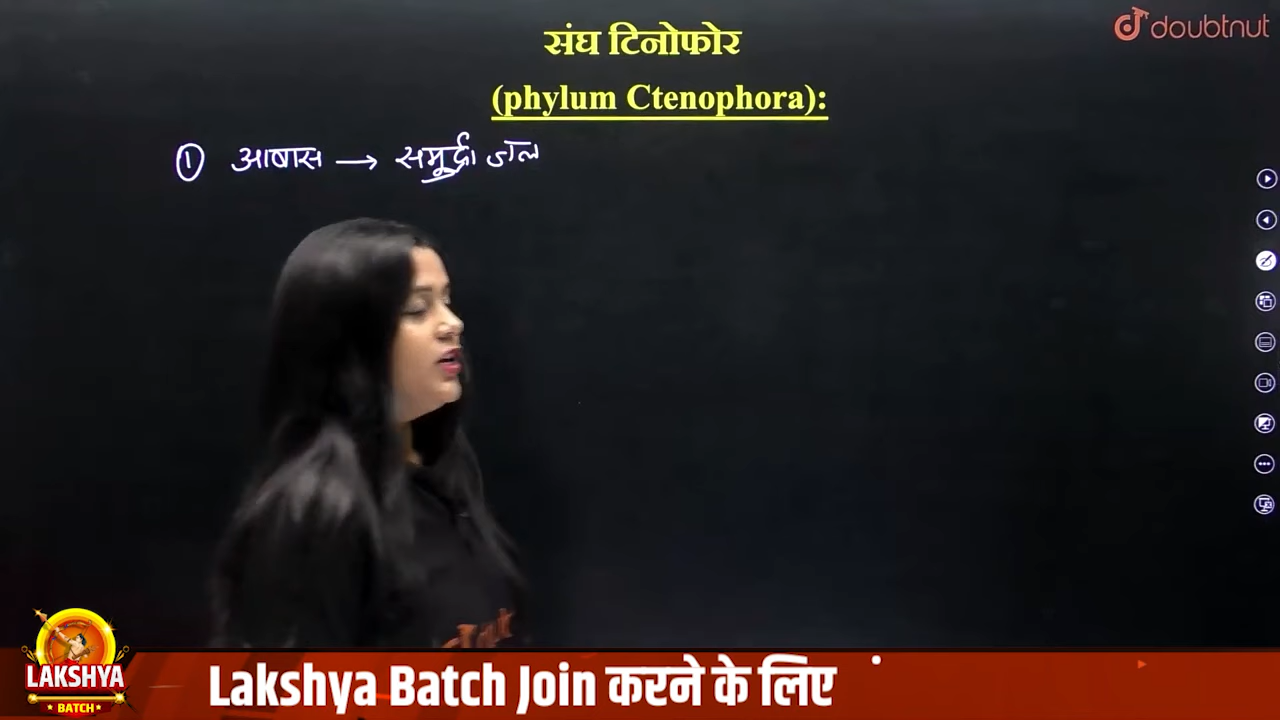 doubtnut
संघ टिनोफोर
(phylum Ctenophora):
① आवास → समुद्री जल
LAKSHYA
BATCH
Lakshya Batch Join करने के लिए